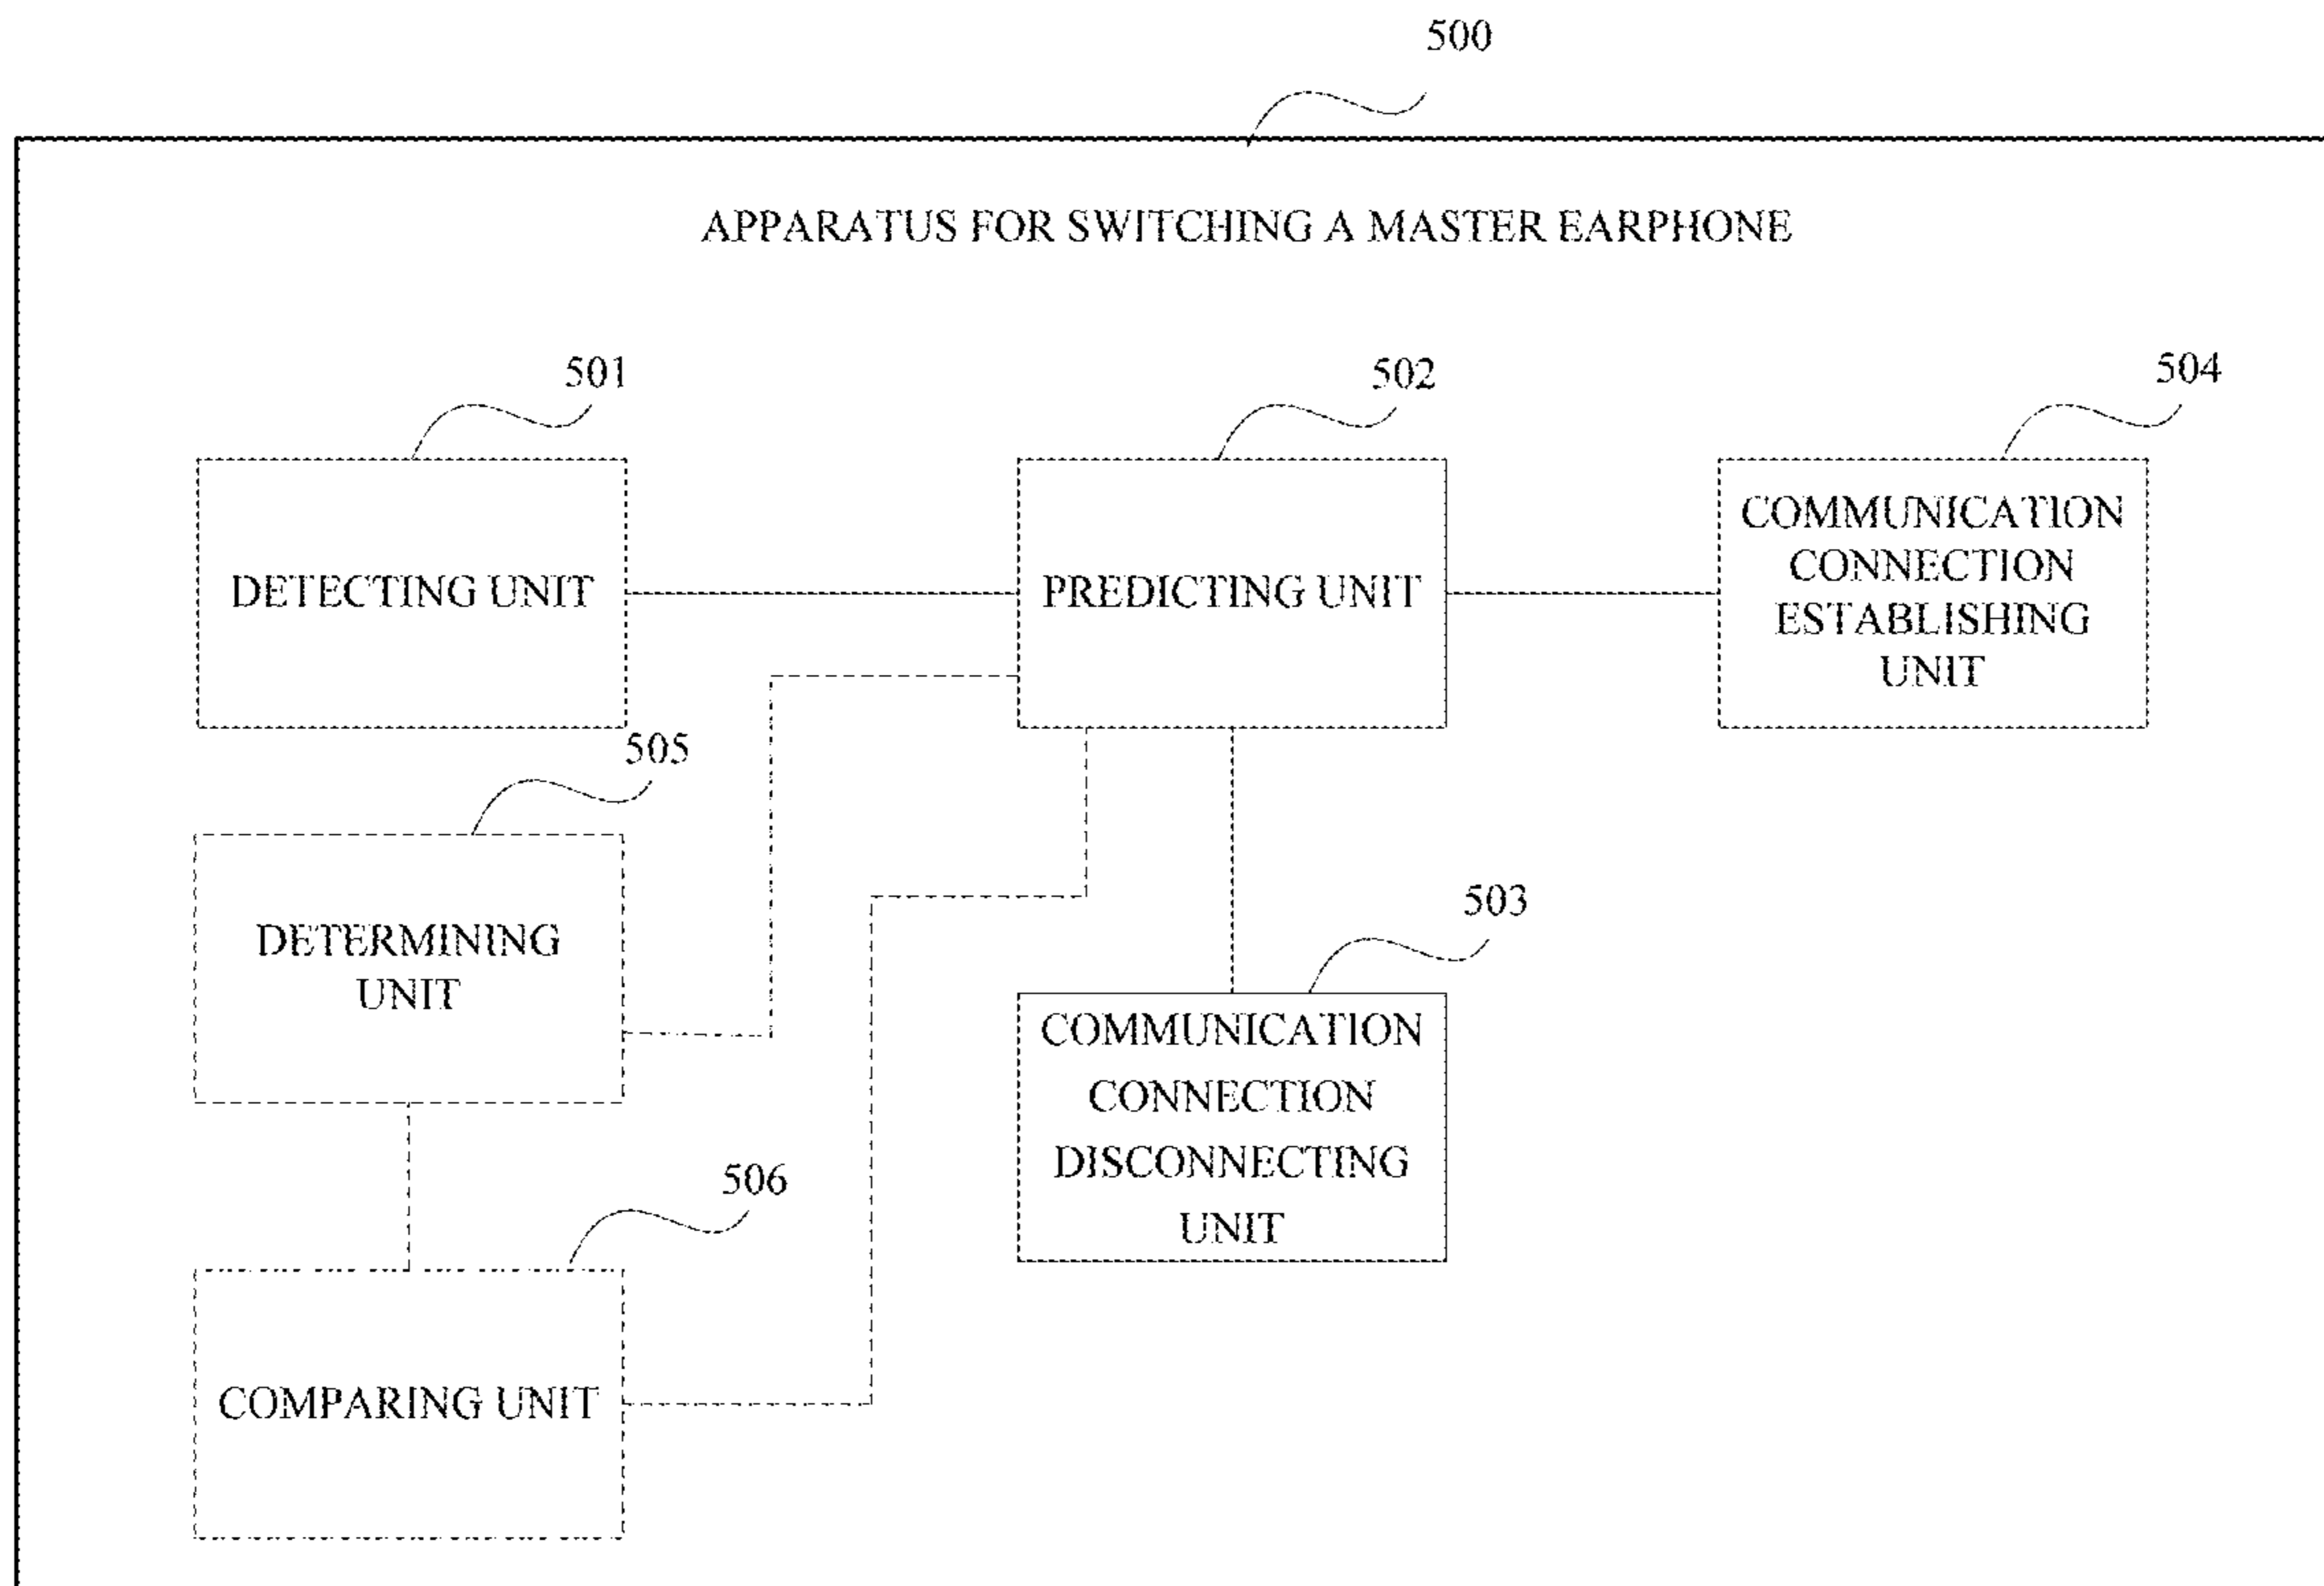 500
APPARATUS FOR SWITCHING A MASTER EARPHONE
501
502
504
DETECTING UNIT
PREDICTING UNIT
COMMUNICATION
CONNECTION
ESTABLISHING
UNIT
505
DETERMINING
UNIT
503
COMMUNICATION
CONNECTION
DISCONNECTING
UNIT
506
COMPARING UNIT